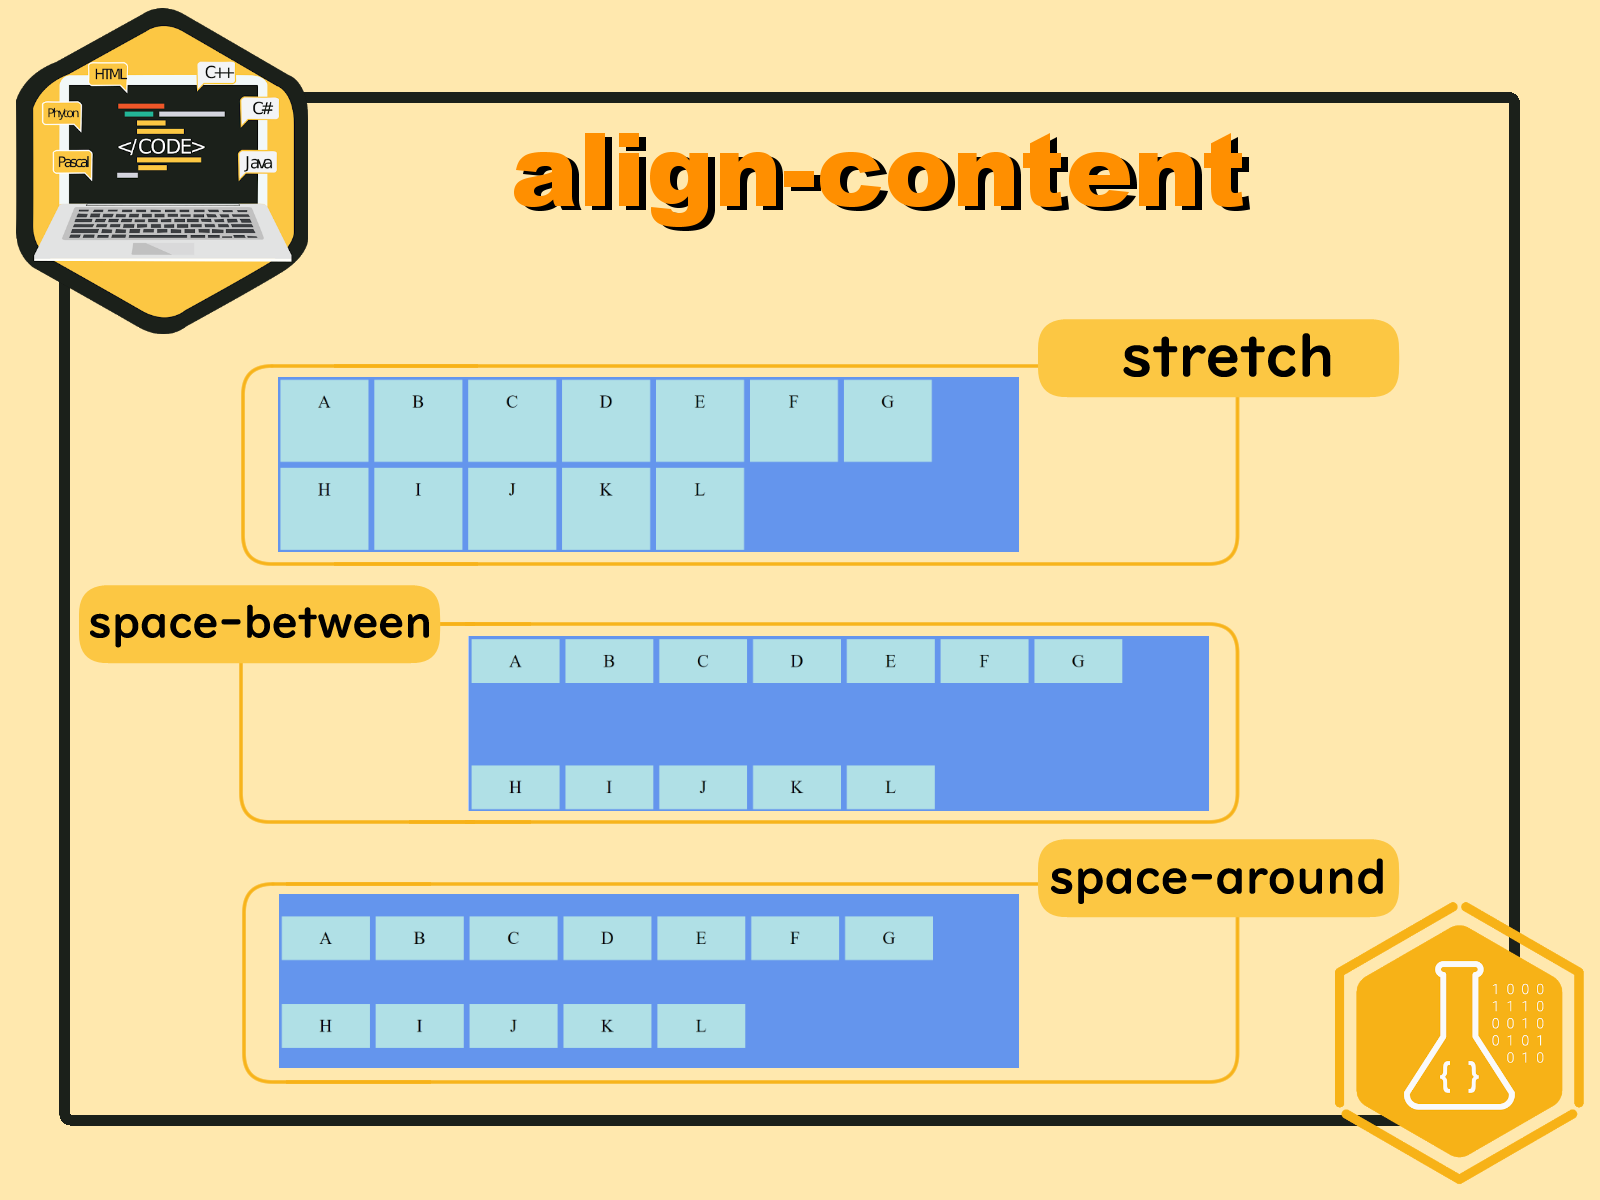 HTML
C++
Phyton
C#
</CODE>
Pascal
Java
align-content
stretch
A B C D E F G
H I J K L
space-between
A B C D E F G
H I J K L
space-around
A B C D E F G
H I J K L
1 0 0 0
1 1 1 0
0 0 1 0
0 1 0 1
0 1 0
{ }